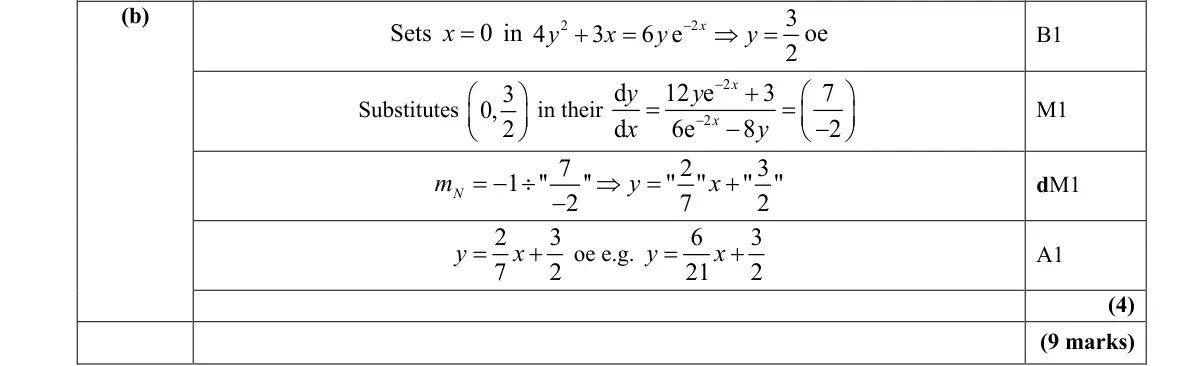 (b) Sets x = 0 in 4y² + 3x = 6y e⁻²ˣ ⇒ y = 3/2 oe B1
Substitutes (0, 3/2) in their dy/dx = (12ye⁻²ˣ + 3)/(6e⁻²ˣ − 8y) = (7/−2) M1
m_N = −1 ÷ "7/−2" ⇒ y = "2/7" x + "3/2" dM1
y = 2/7 x + 3/2 oe e.g. y = 6/21 x + 3/2 A1
(4)
(9 marks)